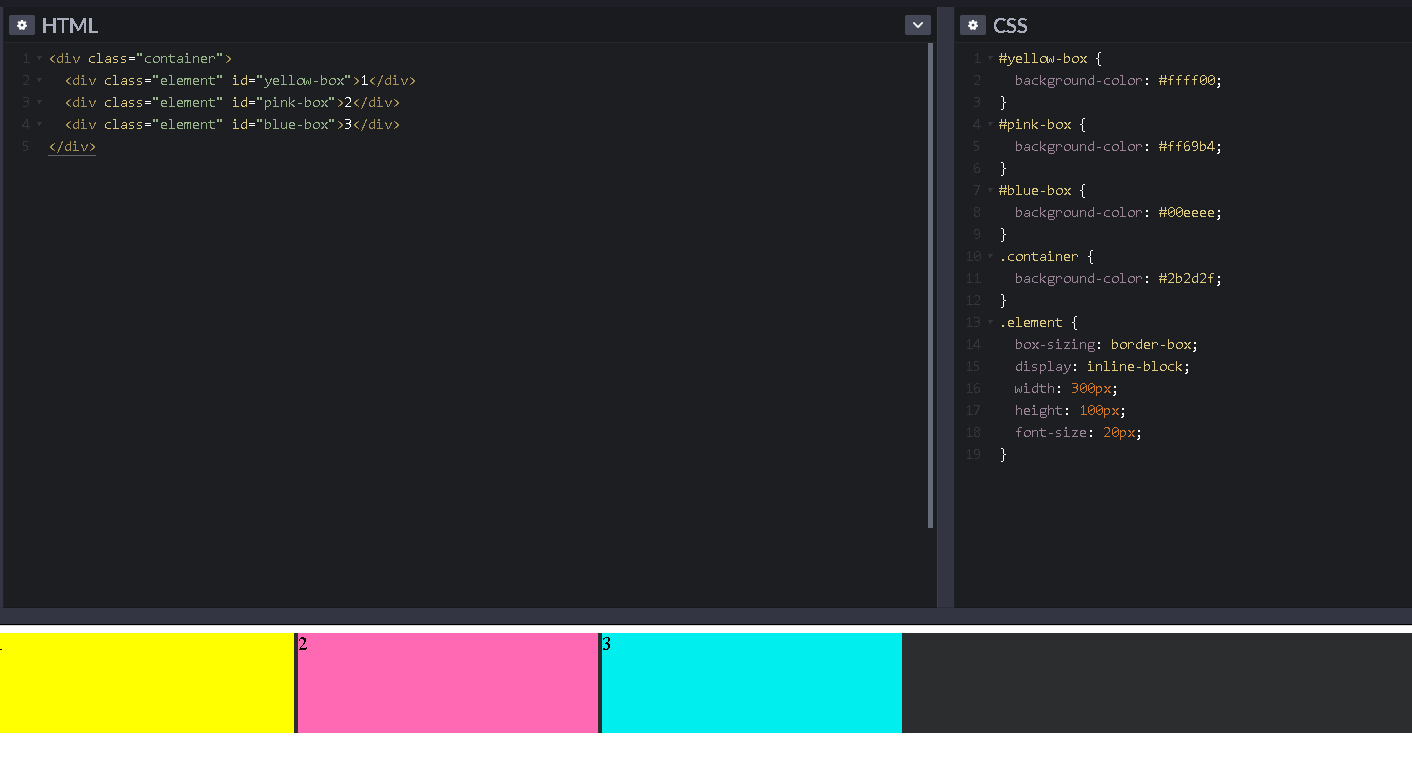 HTML
1 <div class="container">
2 <div class="element" id="yellow-box">1</div>
3 <div class="element" id="pink-box">2</div>
4 <div class="element" id="blue-box">3</div>
5 </div>
CSS
1 #yellow-box {
2 background-color: #ffff00;
3 }
4 #pink-box {
5 background-color: #ff69b4;
6 }
7 #blue-box {
8 background-color: #00eeee;
9 }
10 .container {
11 background-color: #2b2d2f;
12 }
13 .element {
14 box-sizing: border-box;
15 display: inline-block;
16 width: 300px;
17 height: 100px;
18 font-size: 20px;
19 }
2 3